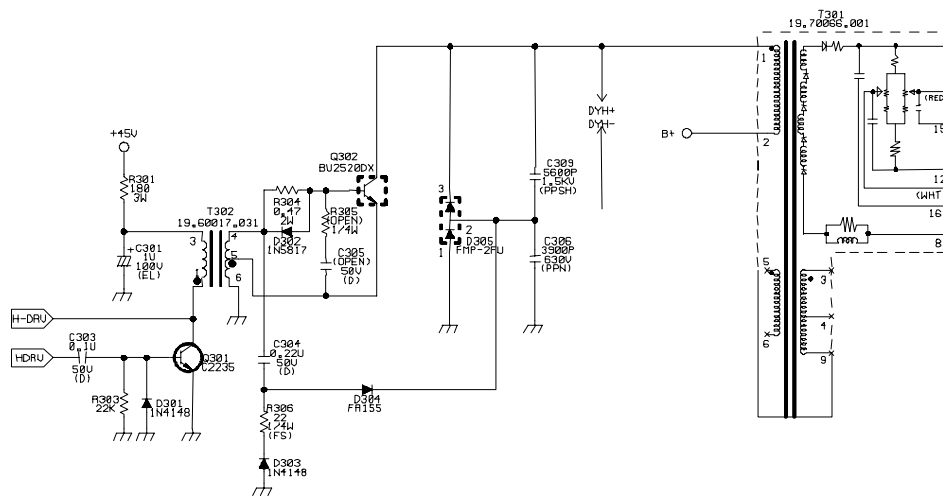 T301
19.70066.001
1
2
(RED
15
12
(WHT
16
8
B+
DYH+
DYH-
+45V
Q302
BU2520DX
C309
5600P
1.5KV
(PPSH)
R301
180
3W
T302
19.60017.031
3
4
5
6
1
R304
0.47
2W
D302
1N5817
R305
(OPEN)
1/4W
C305
(OPEN)
50V
(D)
3
2
1
D305
FMP-2FU
C306
3900P
630V
(PPN)
C301
1U
100V
(EL)
+
5
6
3
4
9
H-DRV
HDRV
C303
0.1U
50V
(D)
Q301
C2235
C304
0.22U
50V
(D)
R303
22K
D301
1N4148
D304
FR155
R306
22
1/4W
(FS)
D303
1N4148